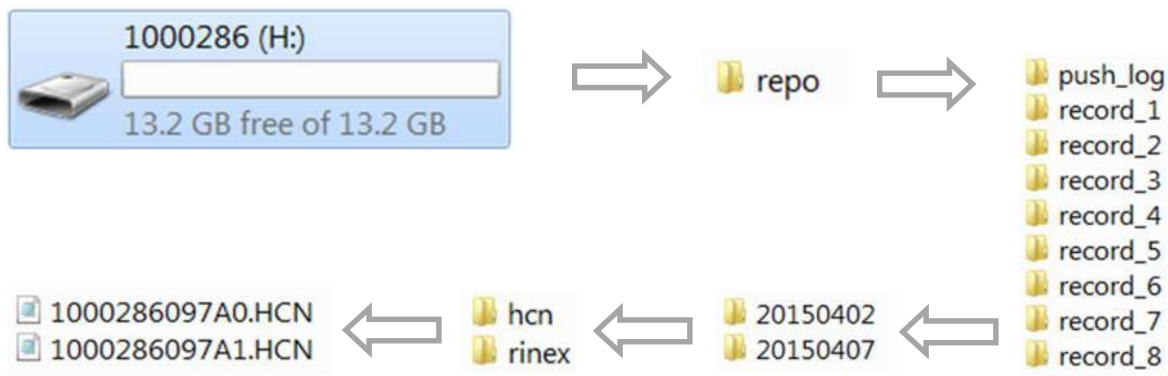 1000286 (H:)
13.2 GB free of 13.2 GB
repo
push_log
record_1
record_2
record_3
record_4
record_5
record_6
record_7
record_8
20150402
20150407
hcn
rinex
1000286097A0.HCN
1000286097A1.HCN